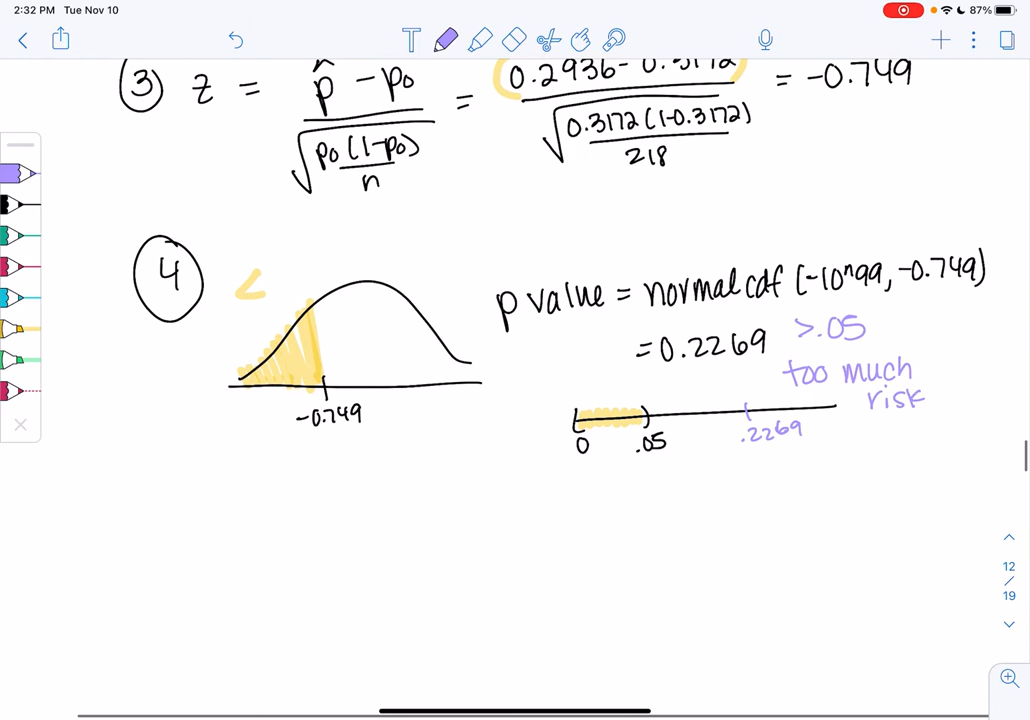 2:32 PM Tue Nov 10
87%
T
3 z = p̂ - p0 = 0.2936 - 0.3172 = -0.749
√ p0 (1-p0) √ 0.3172 (1-0.3172)
n 218
4 <
p value = normalcdf (-10^99, -0.749)
= 0.2269 >.05
too much
risk
-0.749
0 .05 .2269
12
/
19